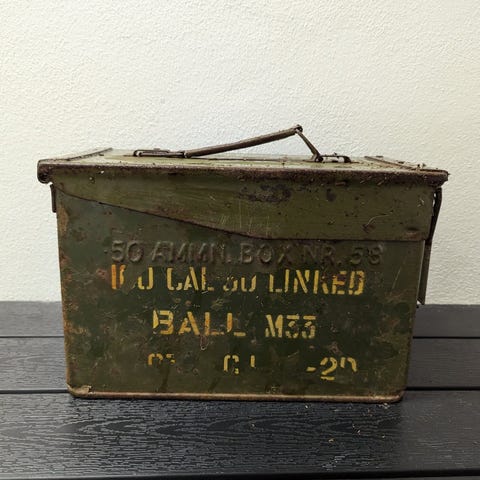 50 AMMN. BOX NR. 58
CAL 50 LINKED
BALL M33